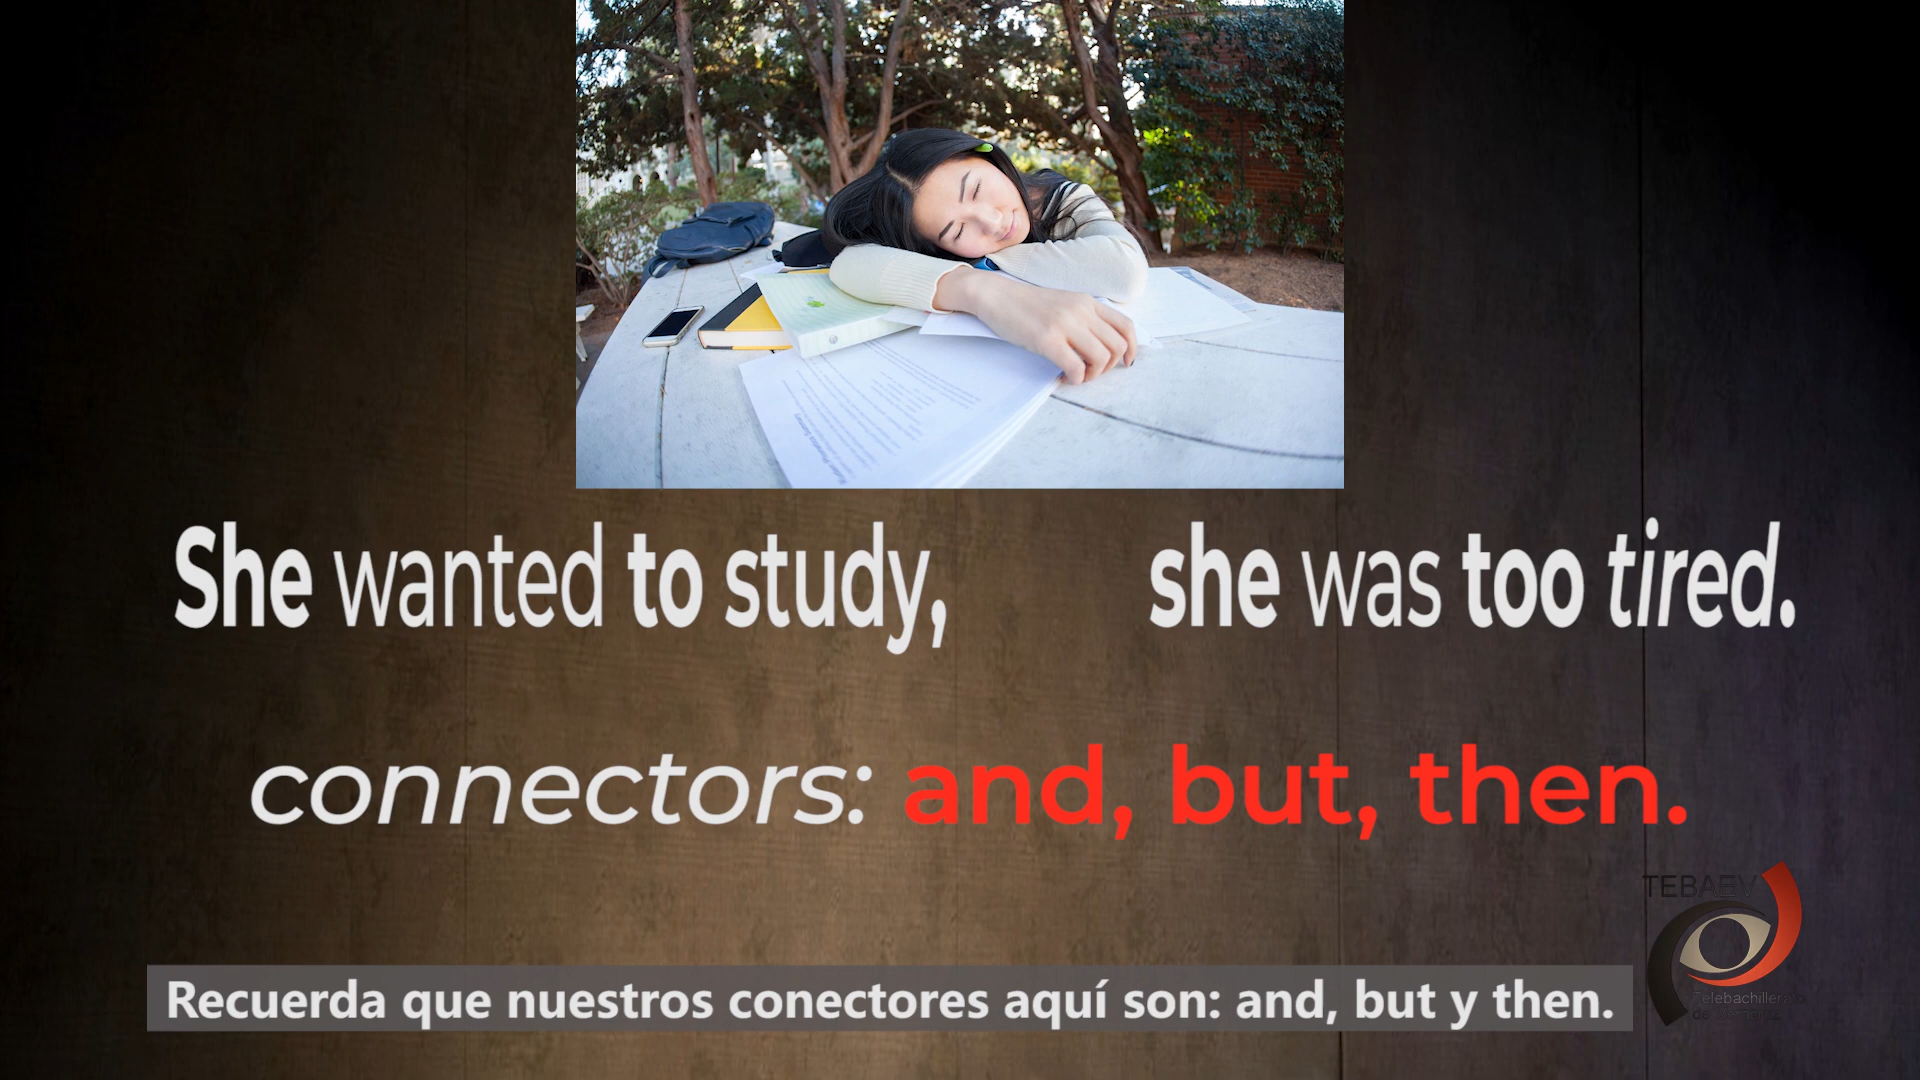 She wanted to study, she was too tired.
connectors: and, but, then.
TEBAEV
Telebachillerato
Recuerda que nuestros conectores aquí son: and, but y then.